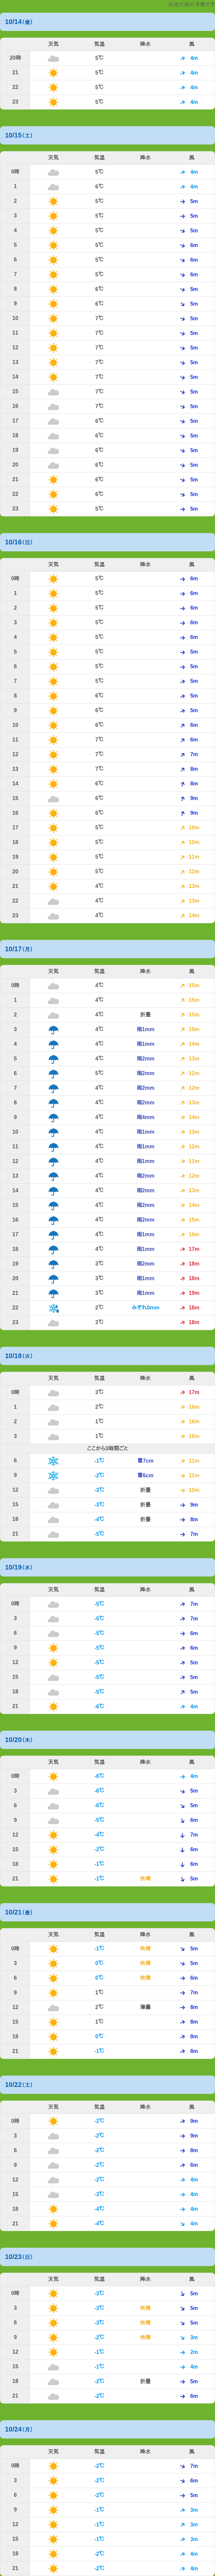 10/14(金)
天気 気温 降水 風
20時 5℃ 4m
21 5℃ 4m
22 5℃ 4m
23 5℃ 4m
10/15(土)
天気 気温 降水 風
0時 5℃ 4m
1 6℃ 4m
2 5℃ 5m
3 5℃ 5m
4 5℃ 5m
5 5℃ 6m
6 5℃ 6m
7 5℃ 6m
8 6℃ 5m
9 6℃ 5m
10 7℃ 5m
11 7℃ 5m
12 7℃ 5m
13 7℃ 5m
14 7℃ 5m
15 7℃ 5m
16 7℃ 5m
17 6℃ 5m
18 6℃ 5m
19 6℃ 5m
20 6℃ 5m
21 6℃ 5m
22 6℃ 5m
23 5℃ 5m
10/16(日)
天気 気温 降水 風
0時 5℃ 6m
1 5℃ 6m
2 5℃ 6m
3 5℃ 6m
4 5℃ 6m
5 5℃ 5m
6 5℃ 5m
7 5℃ 5m
8 6℃ 5m
9 6℃ 5m
10 6℃ 6m
11 7℃ 6m
12 7℃ 7m
13 7℃ 8m
14 6℃ 8m
15 6℃ 9m
16 6℃ 9m
17 5℃ 10m
18 5℃ 10m
19 5℃ 11m
20 5℃ 12m
21 4℃ 13m
22 4℃ 13m
23 4℃ 14m
10/17(月)
天気 気温 降水 風
0時 4℃ 15m
1 4℃ 15m
2 4℃ 折曇 15m
3 4℃ 雨1mm 15m
4 4℃ 雨1mm 14m
5 4℃ 雨2mm 13m
6 5℃ 雨2mm 12m
7 4℃ 雨2mm 12m
8 4℃ 雨2mm 13m
9 4℃ 雨4mm 14m
10 4℃ 雨1mm 13m
11 4℃ 雨1mm 12m
12 4℃ 雨1mm 11m
13 4℃ 雨2mm 12m
14 4℃ 雨2mm 13m
15 4℃ 雨2mm 14m
16 4℃ 雨2mm 15m
17 4℃ 雨1mm 16m
18 4℃ 雨1mm 17m
19 3℃ 雨2mm 18m
20 3℃ 雨1mm 18m
21 3℃ 雨1mm 19m
22 2℃ みぞれ0mm 18m
23 3℃ 18m
10/18(火)
天気 気温 降水 風
0時 3℃ 17m
1 2℃ 16m
2 1℃ 16m
3 1℃ 16m
ここから3時間ごと
6 -1℃ 雪7cm 11m
9 -2℃ 雪6cm 11m
12 -3℃ 折曇 10m
15 -3℃ 折曇 9m
18 -4℃ 折曇 8m
21 -5℃ 7m
10/19(水)
天気 気温 降水 風
0時 -5℃ 7m
3 -5℃ 7m
6 -5℃ 6m
9 -5℃ 6m
12 -5℃ 5m
15 -5℃ 5m
18 -5℃ 5m
21 -6℃ 4m
10/20(木)
天気 気温 降水 風
0時 -6℃ 4m
3 -6℃ 5m
6 -6℃ 5m
9 -5℃ 6m
12 -4℃ 7m
15 -2℃ 6m
18 -1℃ 6m
21 -1℃ 快晴 5m
10/21(金)
天気 気温 降水 風
0時 -1℃ 快晴 5m
3 0℃ 快晴 5m
6 0℃ 快晴 6m
9 1℃ 7m
12 2℃ 薄曇 8m
15 1℃ 8m
18 0℃ 8m
21 -1℃ 8m
10/22(土)
天気 気温 降水 風
0時 -2℃ 9m
3 -2℃ 9m
6 -2℃ 8m
9 -2℃ 6m
12 -2℃ 4m
15 -3℃ 4m
18 -4℃ 4m
21 -4℃ 4m
10/23(日)
天気 気温 降水 風
0時 -3℃ 5m
3 -3℃ 快晴 5m
6 -3℃ 快晴 5m
9 -2℃ 快晴 3m
12 -1℃ 2m
15 -1℃ 4m
18 -2℃ 折曇 5m
21 -2℃ 6m
10/24(月)
天気 気温 降水 風
0時 -2℃ 7m
3 -2℃ 6m
6 -2℃ 5m
9 -1℃ 3m
12 -1℃ 3m
15 -1℃ 3m
18 -2℃ 4m
21 -2℃ 4m